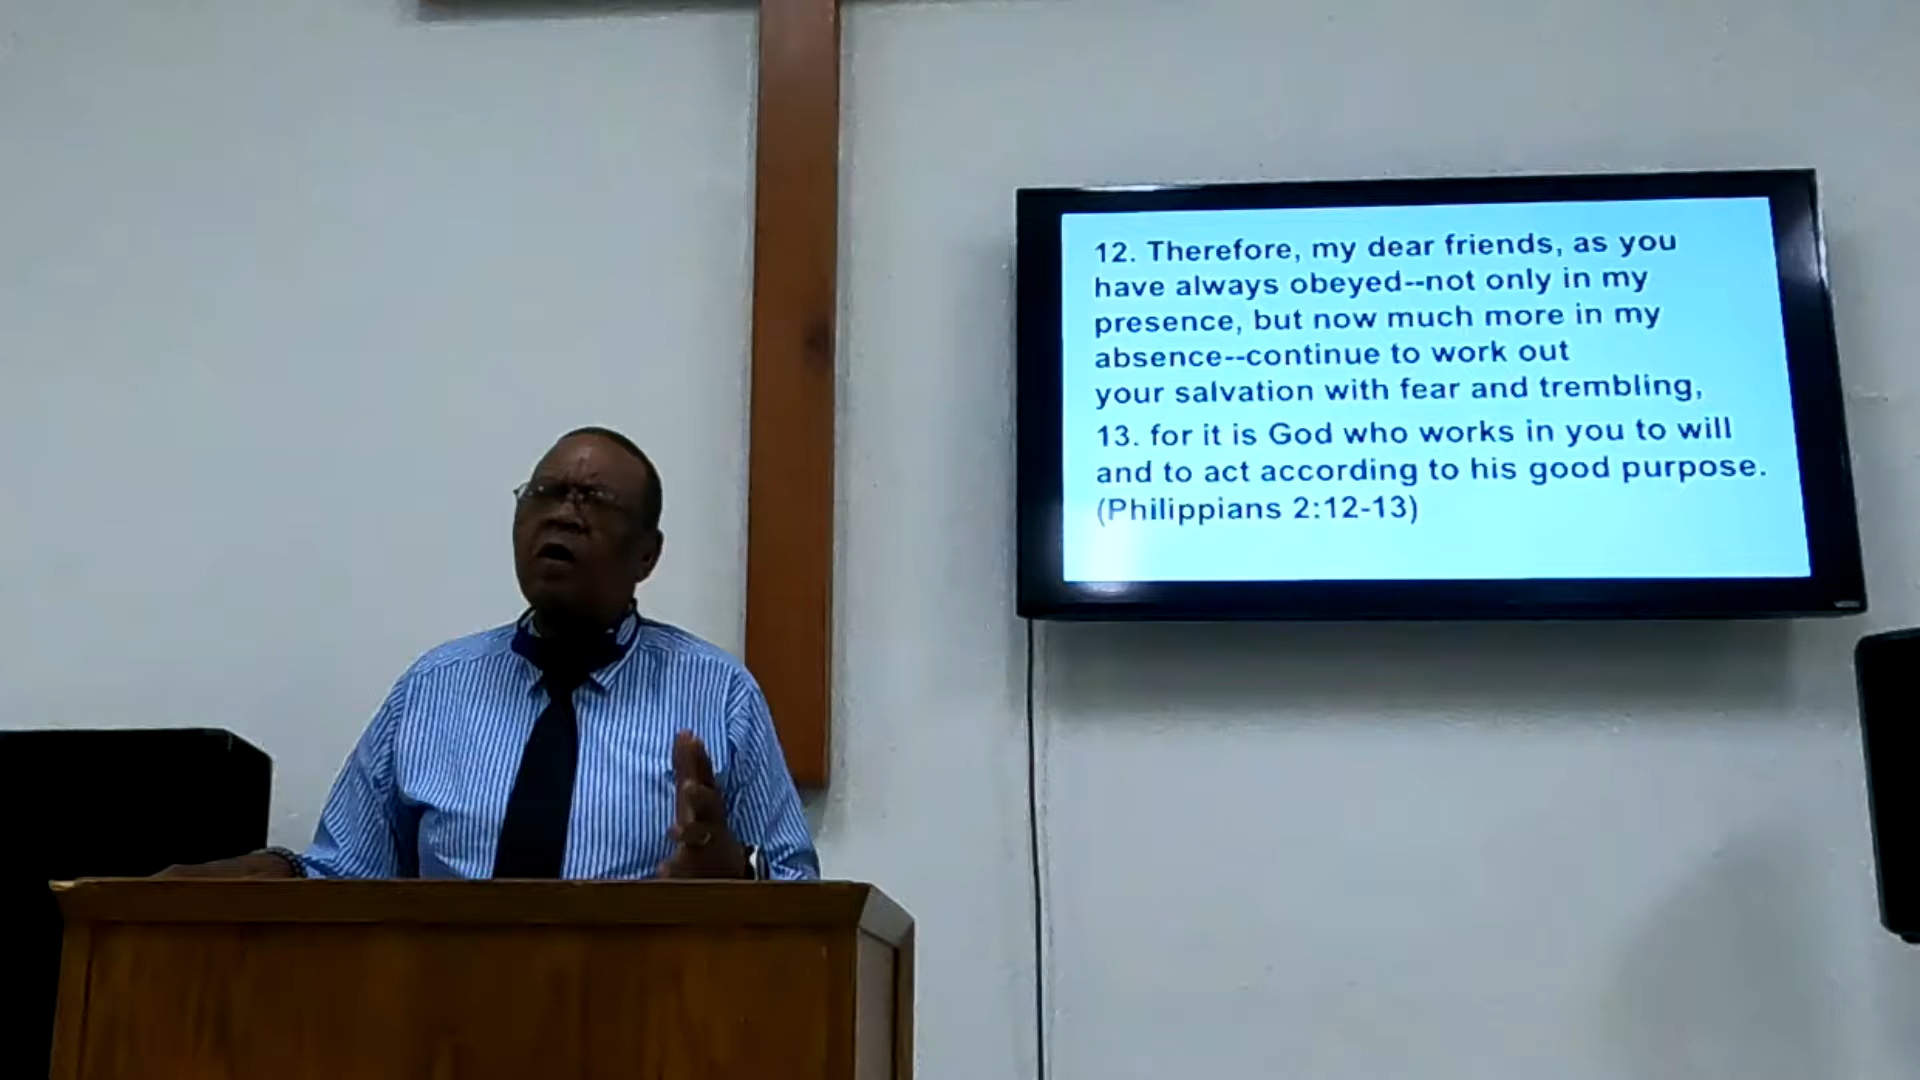 12. Therefore, my dear friends, as you
have always obeyed--not only in my
presence, but now much more in my
absence--continue to work out
your salvation with fear and trembling,
13. for it is God who works in you to will
and to act according to his good purpose.
(Philippians 2:12-13)